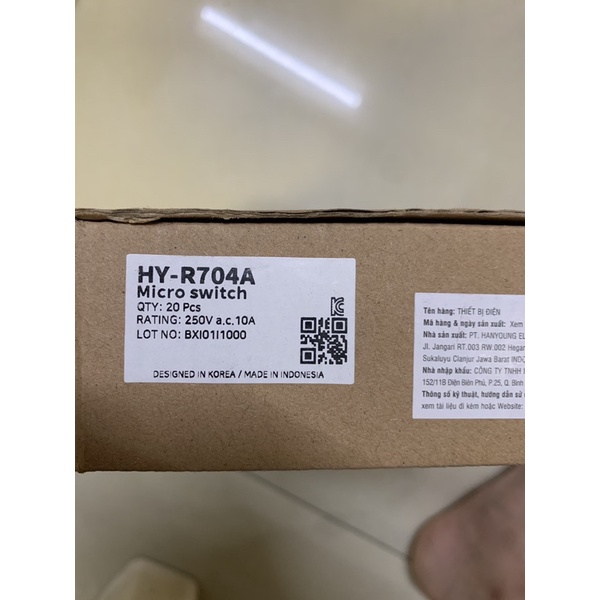 HY-R704A
Micro switch
QTY: 20 Pcs
RATING: 250V a.c.10A
LOT NO: BXI01I1000
DESIGNED IN KOREA / MADE IN INDONESIA
Tên hàng: THIẾT BỊ ĐIỆN
Mã hàng & ngày sản xuất: Xem
Nhà sản xuất: PT. HANYOUNG EL
Jl. Jangari RT.003 RW.002 Hegar
Sukaluyu Cianjur Jawa Barat INDO
Nhà nhập khẩu: CÔNG TY TNHH
152/11B Điện Biên Phủ, P.25, Q. Bình
Thông số kỹ thuật, hướng dẫn sử
xem tài liệu đi kèm hoặc Website: